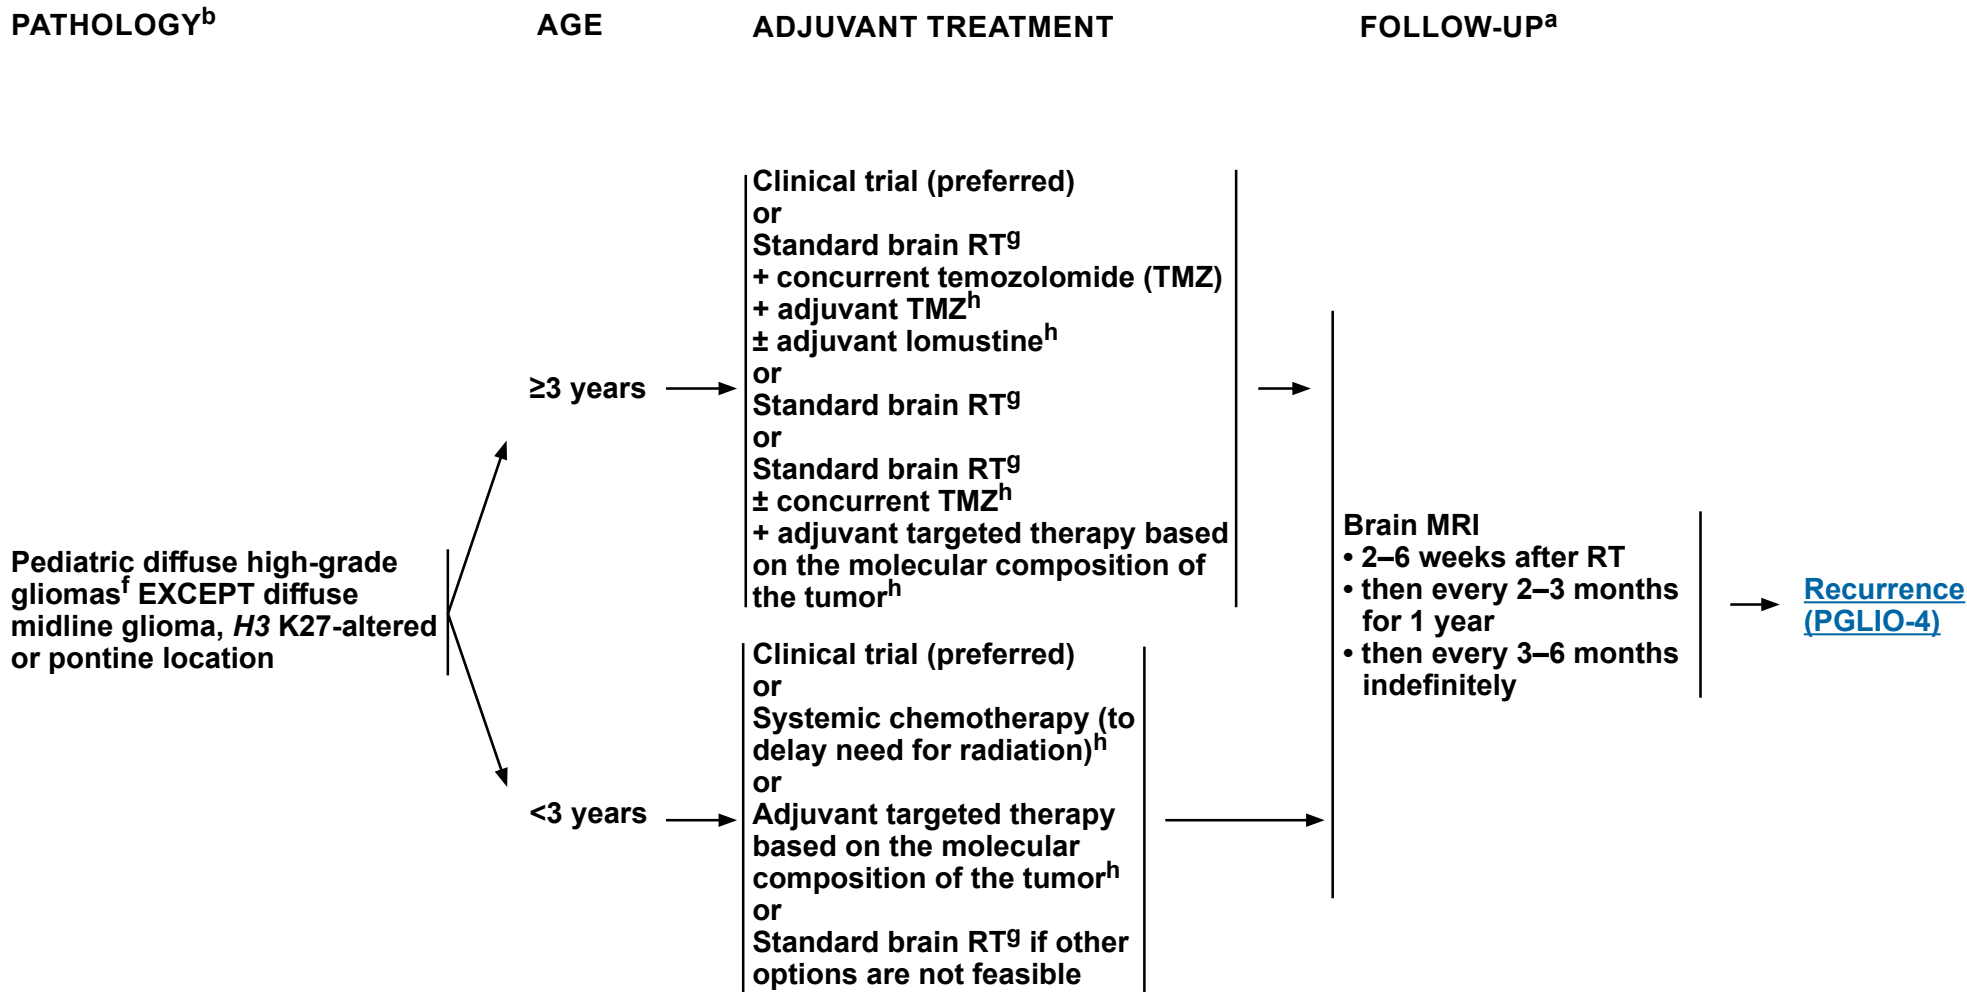 PATHOLOGYᵇ
AGE
ADJUVANT TREATMENT
FOLLOW-UPᵃ
Pediatric diffuse high-grade
gliomasᶠ EXCEPT diffuse
midline glioma, H3 K27-altered
or pontine location
≥3 years
Clinical trial (preferred)
or
Standard brain RTᵍ
+ concurrent temozolomide (TMZ)
+ adjuvant TMZʰ
± adjuvant lomustineʰ
or
Standard brain RTᵍ
or
Standard brain RTᵍ
± concurrent TMZʰ
+ adjuvant targeted therapy based
on the molecular composition of
the tumorʰ
<3 years
Clinical trial (preferred)
or
Systemic chemotherapy (to
delay need for radiation)ʰ
or
Adjuvant targeted therapy
based on the molecular
composition of the tumorʰ
or
Standard brain RTᵍ if other
options are not feasible
Brain MRI
• 2–6 weeks after RT
• then every 2–3 months
for 1 year
• then every 3–6 months
indefinitely
Recurrence
(PGLIO-4)